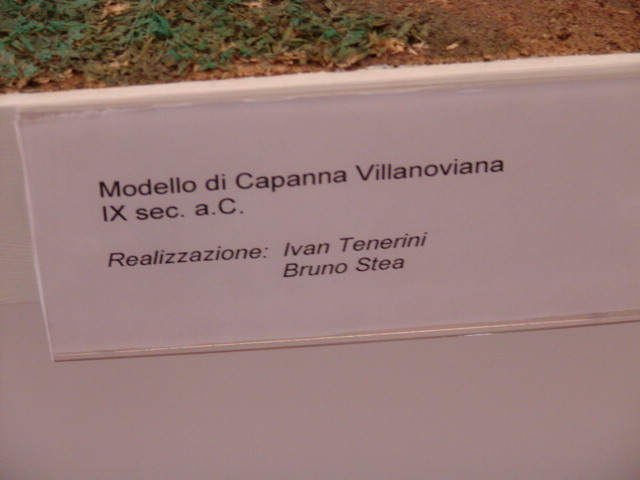 Modello di Capanna Villanoviana
IX sec. a.C.
Realizzazione: Ivan Tenerini
Bruno Stea